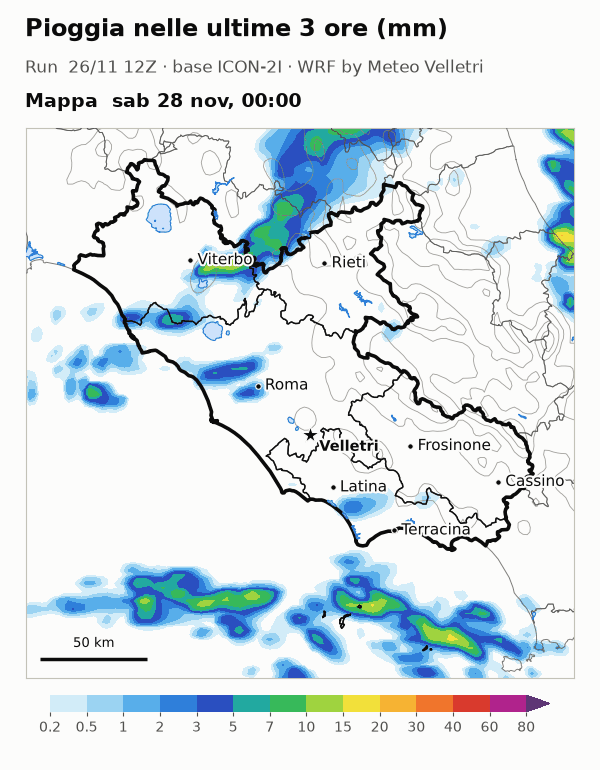 Pioggia nelle ultime 3 ore (mm)
Run  26/11 12Z · base ICON-2I · WRF by Meteo Velletri
Mappa  sab 28 nov, 00:00
Viterbo
Rieti
Roma
Velletri
Frosinone
Latina
Cassino
Terracina
50 km
0.2 0.5 1 2 3 5 7 10 15 20 30 40 60 80